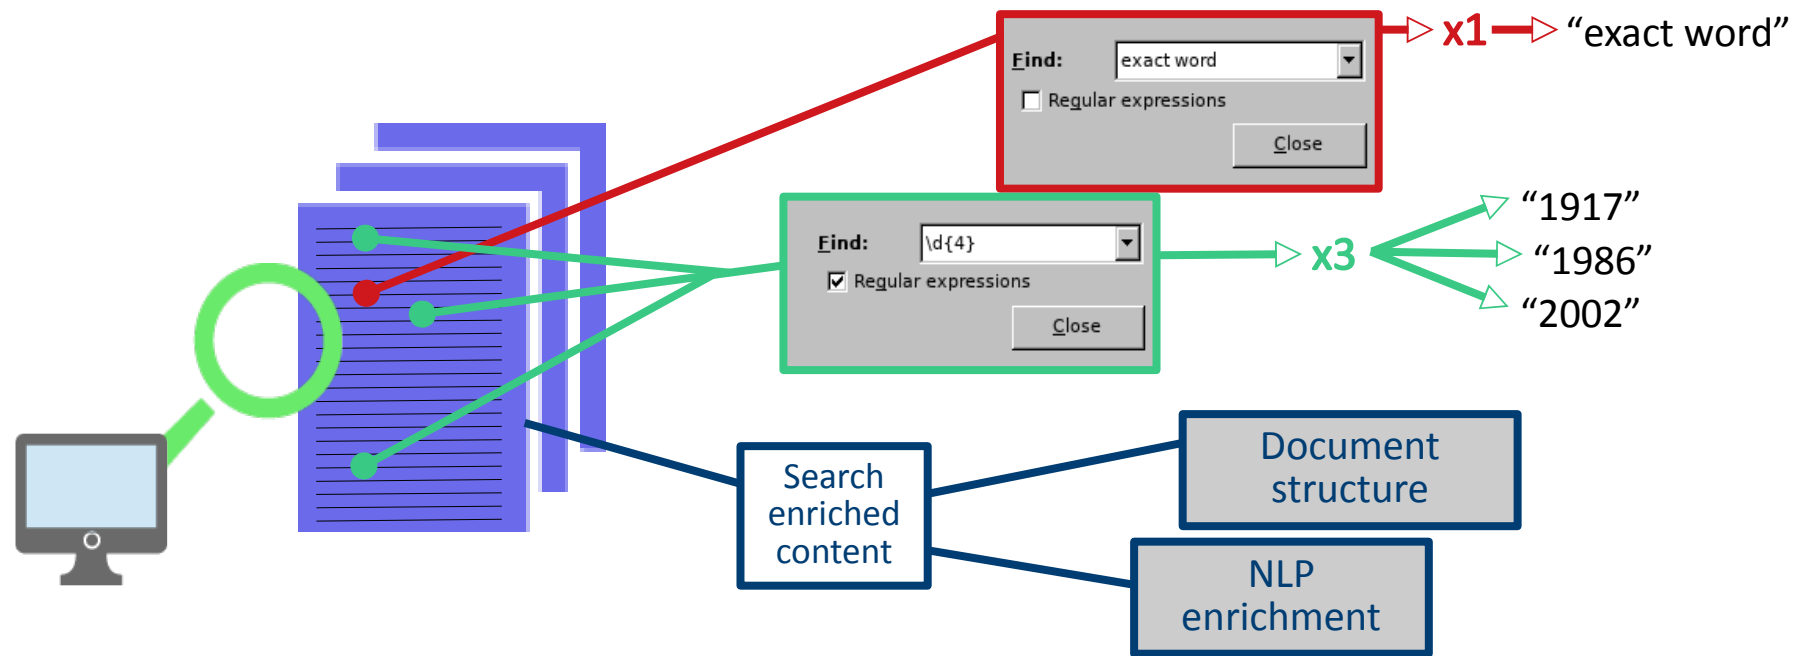 Find: exact word
Regular expressions
Close
x1 “exact word”
Find: \d{4}
Regular expressions
Close
x3
“1917”
“1986”
“2002”
Search
enriched
content
Document
structure
NLP
enrichment